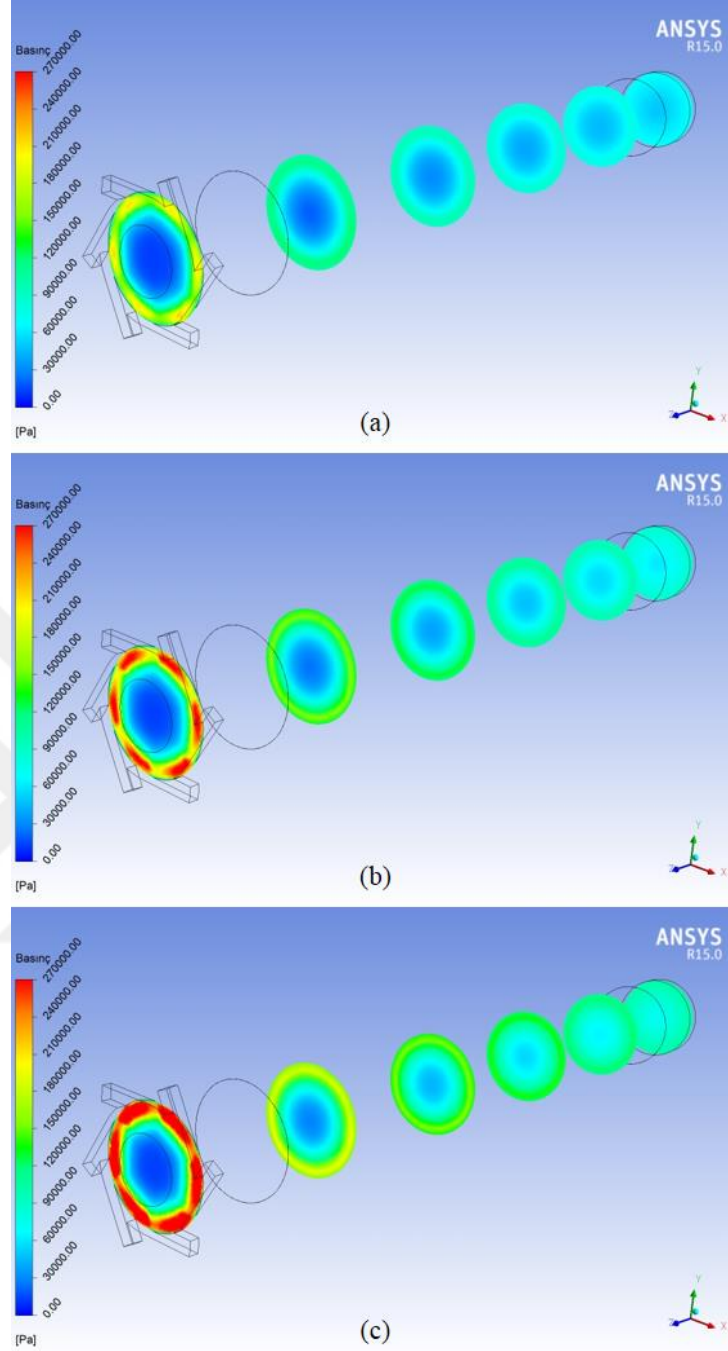 ANSYS
R15.0
Basınç
270000.00
240000.00
210000.00
180000.00
150000.00
120000.00
90000.00
60000.00
30000.00
0.00
[Pa]
Y
Z
X
(a)
ANSYS
R15.0
Basınç
270000.00
240000.00
210000.00
180000.00
150000.00
120000.00
90000.00
60000.00
30000.00
0.00
[Pa]
Y
Z
X
(b)
ANSYS
R15.0
Basınç
270000.00
240000.00
210000.00
180000.00
150000.00
120000.00
90000.00
60000.00
30000.00
0.00
[Pa]
Y
Z
X
(c)